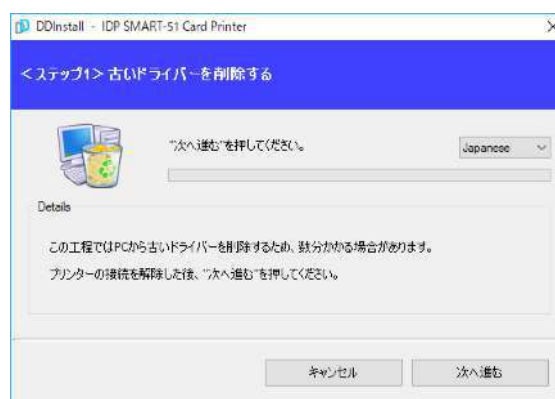 DDInstall - IDP SMART-51 Card Printer
<ステップ1> 古いドライバーを削除する
"次へ進む"を押してください。
Japanese
Details
この工程ではPCから古いドライバーを削除するため、数分かかる場合があります。
プリンターの接続を解除した後、"次へ進む"を押してください。
キャンセル
次へ進む